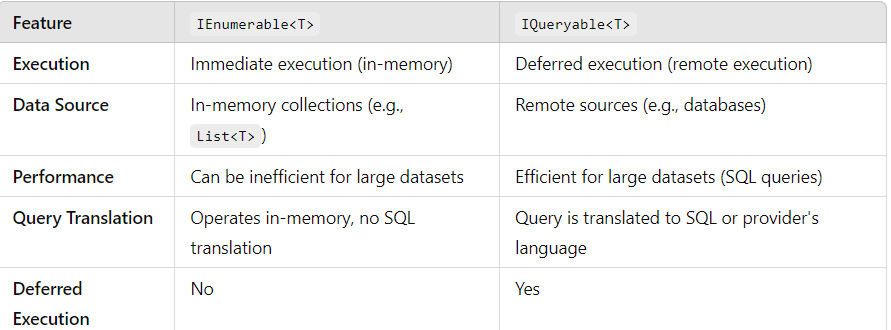 Feature IEnumerable<T> IQueryable<T>
Execution Immediate execution (in-memory) Deferred execution (remote execution)
Data Source In-memory collections (e.g., Remote sources (e.g., databases)
List<T>)
Performance Can be inefficient for large datasets Efficient for large datasets (SQL queries)
Query Translation Operates in-memory, no SQL Query is translated to SQL or provider's
translation language
Deferred No Yes
Execution